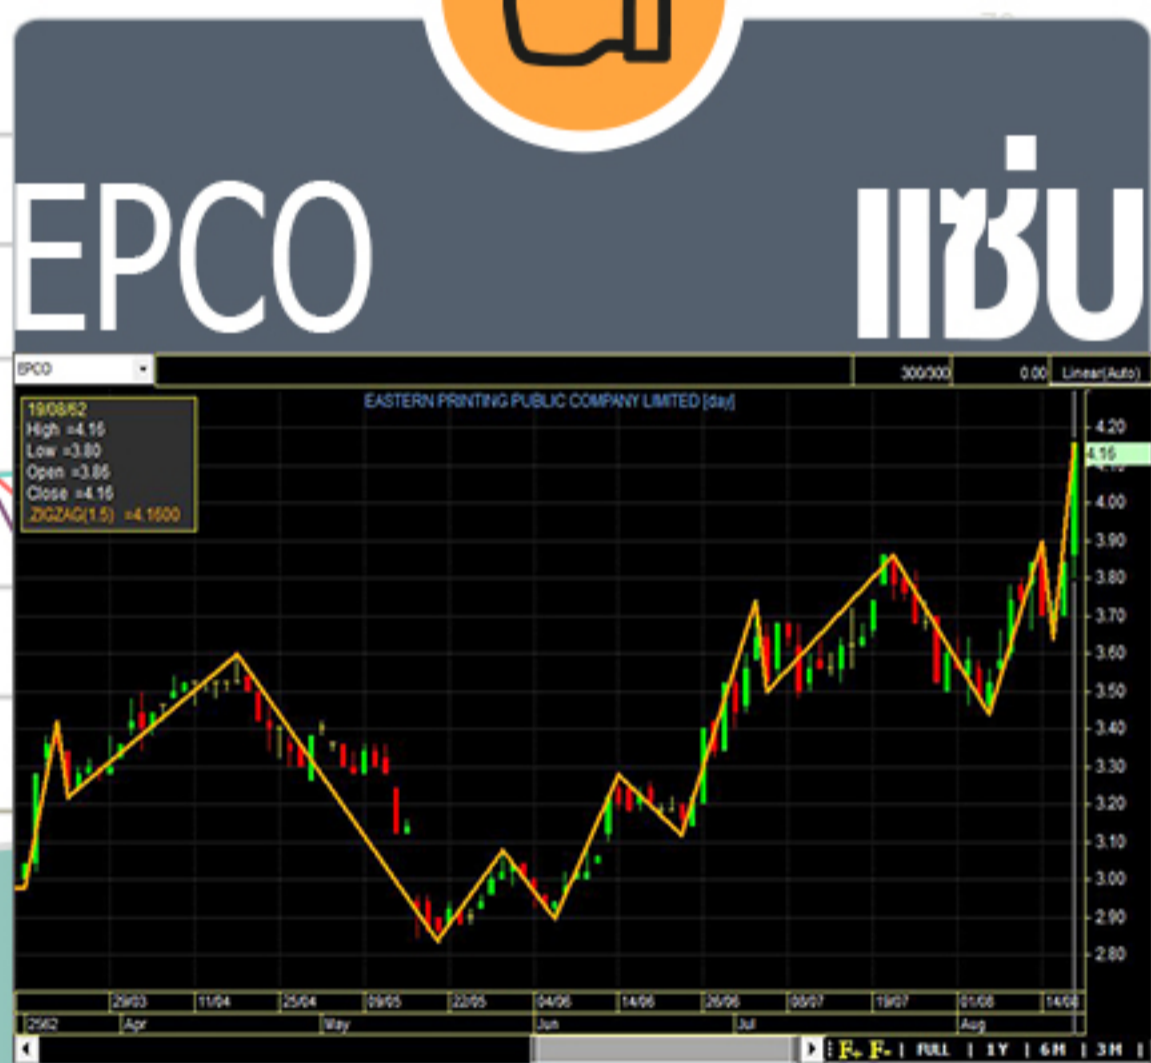 EPCO แซ่บ
EPCO 300/300 0.00 Linear(Auto)
EASTERN PRINTING PUBLIC COMPANY LIMITED [day]
19/08/62
High =4.16
Low =3.80
Open =3.86
Close =4.16
ZIGZAG(1.5) =4.1600
4.20
4.16
4.10
4.00
3.90
3.80
3.70
3.60
3.50
3.40
3.30
3.20
3.10
3.00
2.90
2.80
29/03 11/04 25/04 09/05 22/05 04/06 14/06 26/06 08/07 19/07 01/08 14/08
2562 Apr May Jun Jul Aug
F+ F- | FULL | 1Y | 6M | 3M |